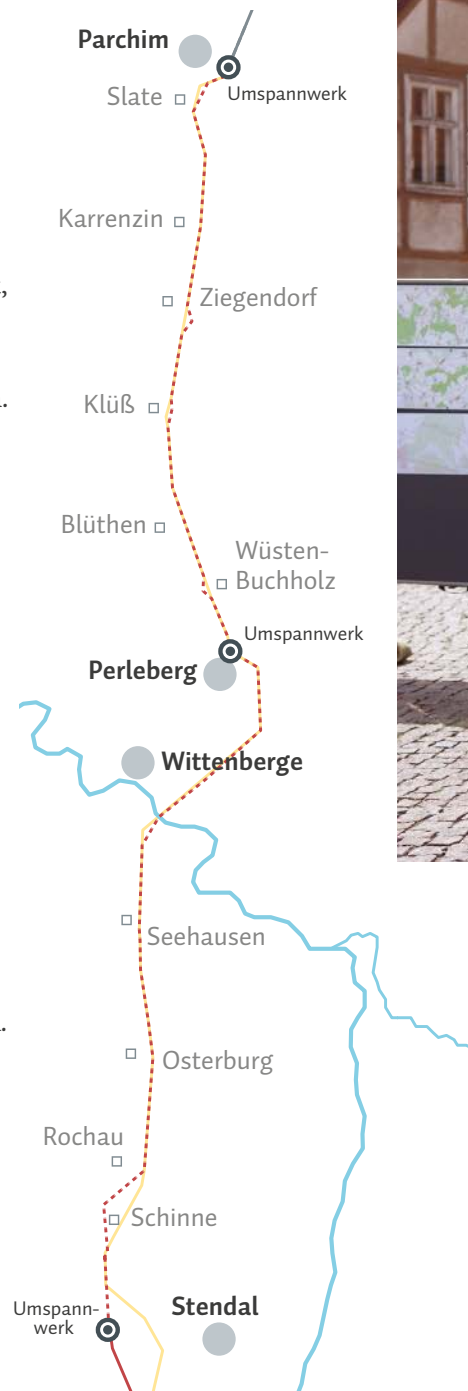 Parchim
Umspannwerk
Slate
Karrenzin
,
Ziegendorf
.
Klüß
Blüthen
Wüsten-
Buchholz
Umspannwerk
Perleberg
Wittenberge
Seehausen
.
Osterburg
Rochau
Schinne
Stendal
Umspann-
werk